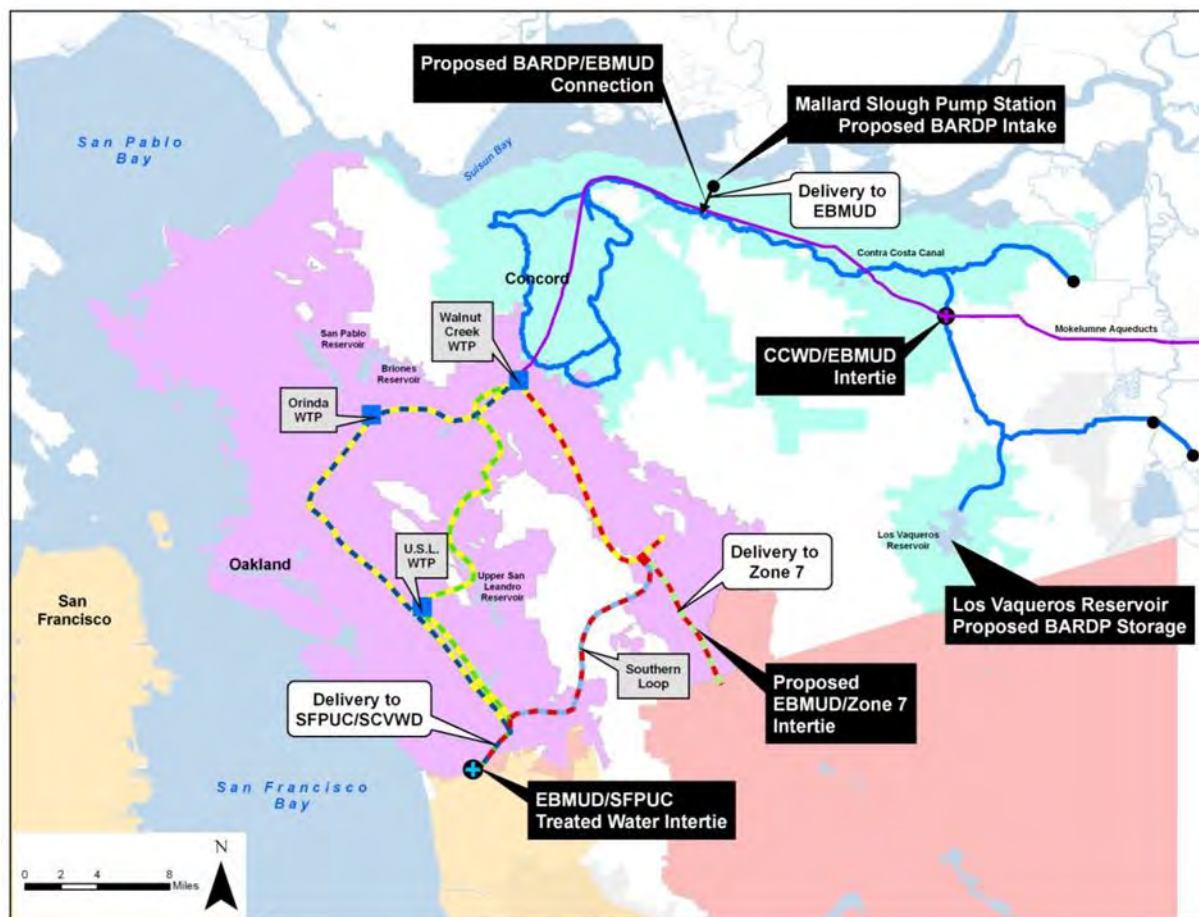 Proposed BARDP/EBMUD
Connection
Mallard Slough Pump Station
Proposed BARDP Intake
San Pablo
Bay
Suisun Bay
Delivery to
EBMUD
Contra Costa Canal
Concord
Walnut
Creek
WTP
San Pablo
Reservoir
Briones
Reservoir
Mokelumne Aqueducts
CCWD/EBMUD
Intertie
Orinda
WTP
Los Vaqueros
Reservoir
U.S.L.
WTP
Delivery to
Zone 7
Oakland
Upper San
Leandro
Reservoir
San
Francisco
Los Vaqueros Reservoir
Proposed BARDP Storage
Southern
Loop
Proposed
EBMUD/Zone 7
Intertie
Delivery to
SFPUC/SCVWD
San Francisco
Bay
EBMUD/SFPUC
Treated Water Intertie
N
0 2 4 8
Miles